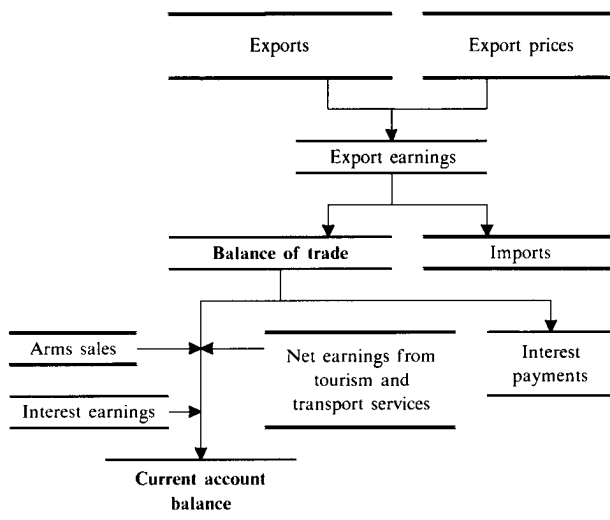 Exports
Export prices
Export earnings
Balance of trade
Imports
Arms sales
Net earnings from
tourism and
transport services
Interest
payments
Interest earnings
Current account
balance